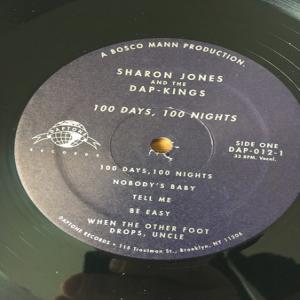 A BOSCO MANN PRODUCTION.
SHARON JONES
AND THE
DAP-KINGS
100 DAYS, 100 NIGHTS
DAPTONE
RECORDS
SIDE ONE
DAP-012-1
33 RPM. Vocal.
100 DAYS, 100 NIGHTS
NOBODY'S BABY
TELL ME
BE EASY
WHEN THE OTHER FOOT
DROPS, UNCLE
DAPTONE RECORDS • 115 Troutman St., Brooklyn, NY 11206